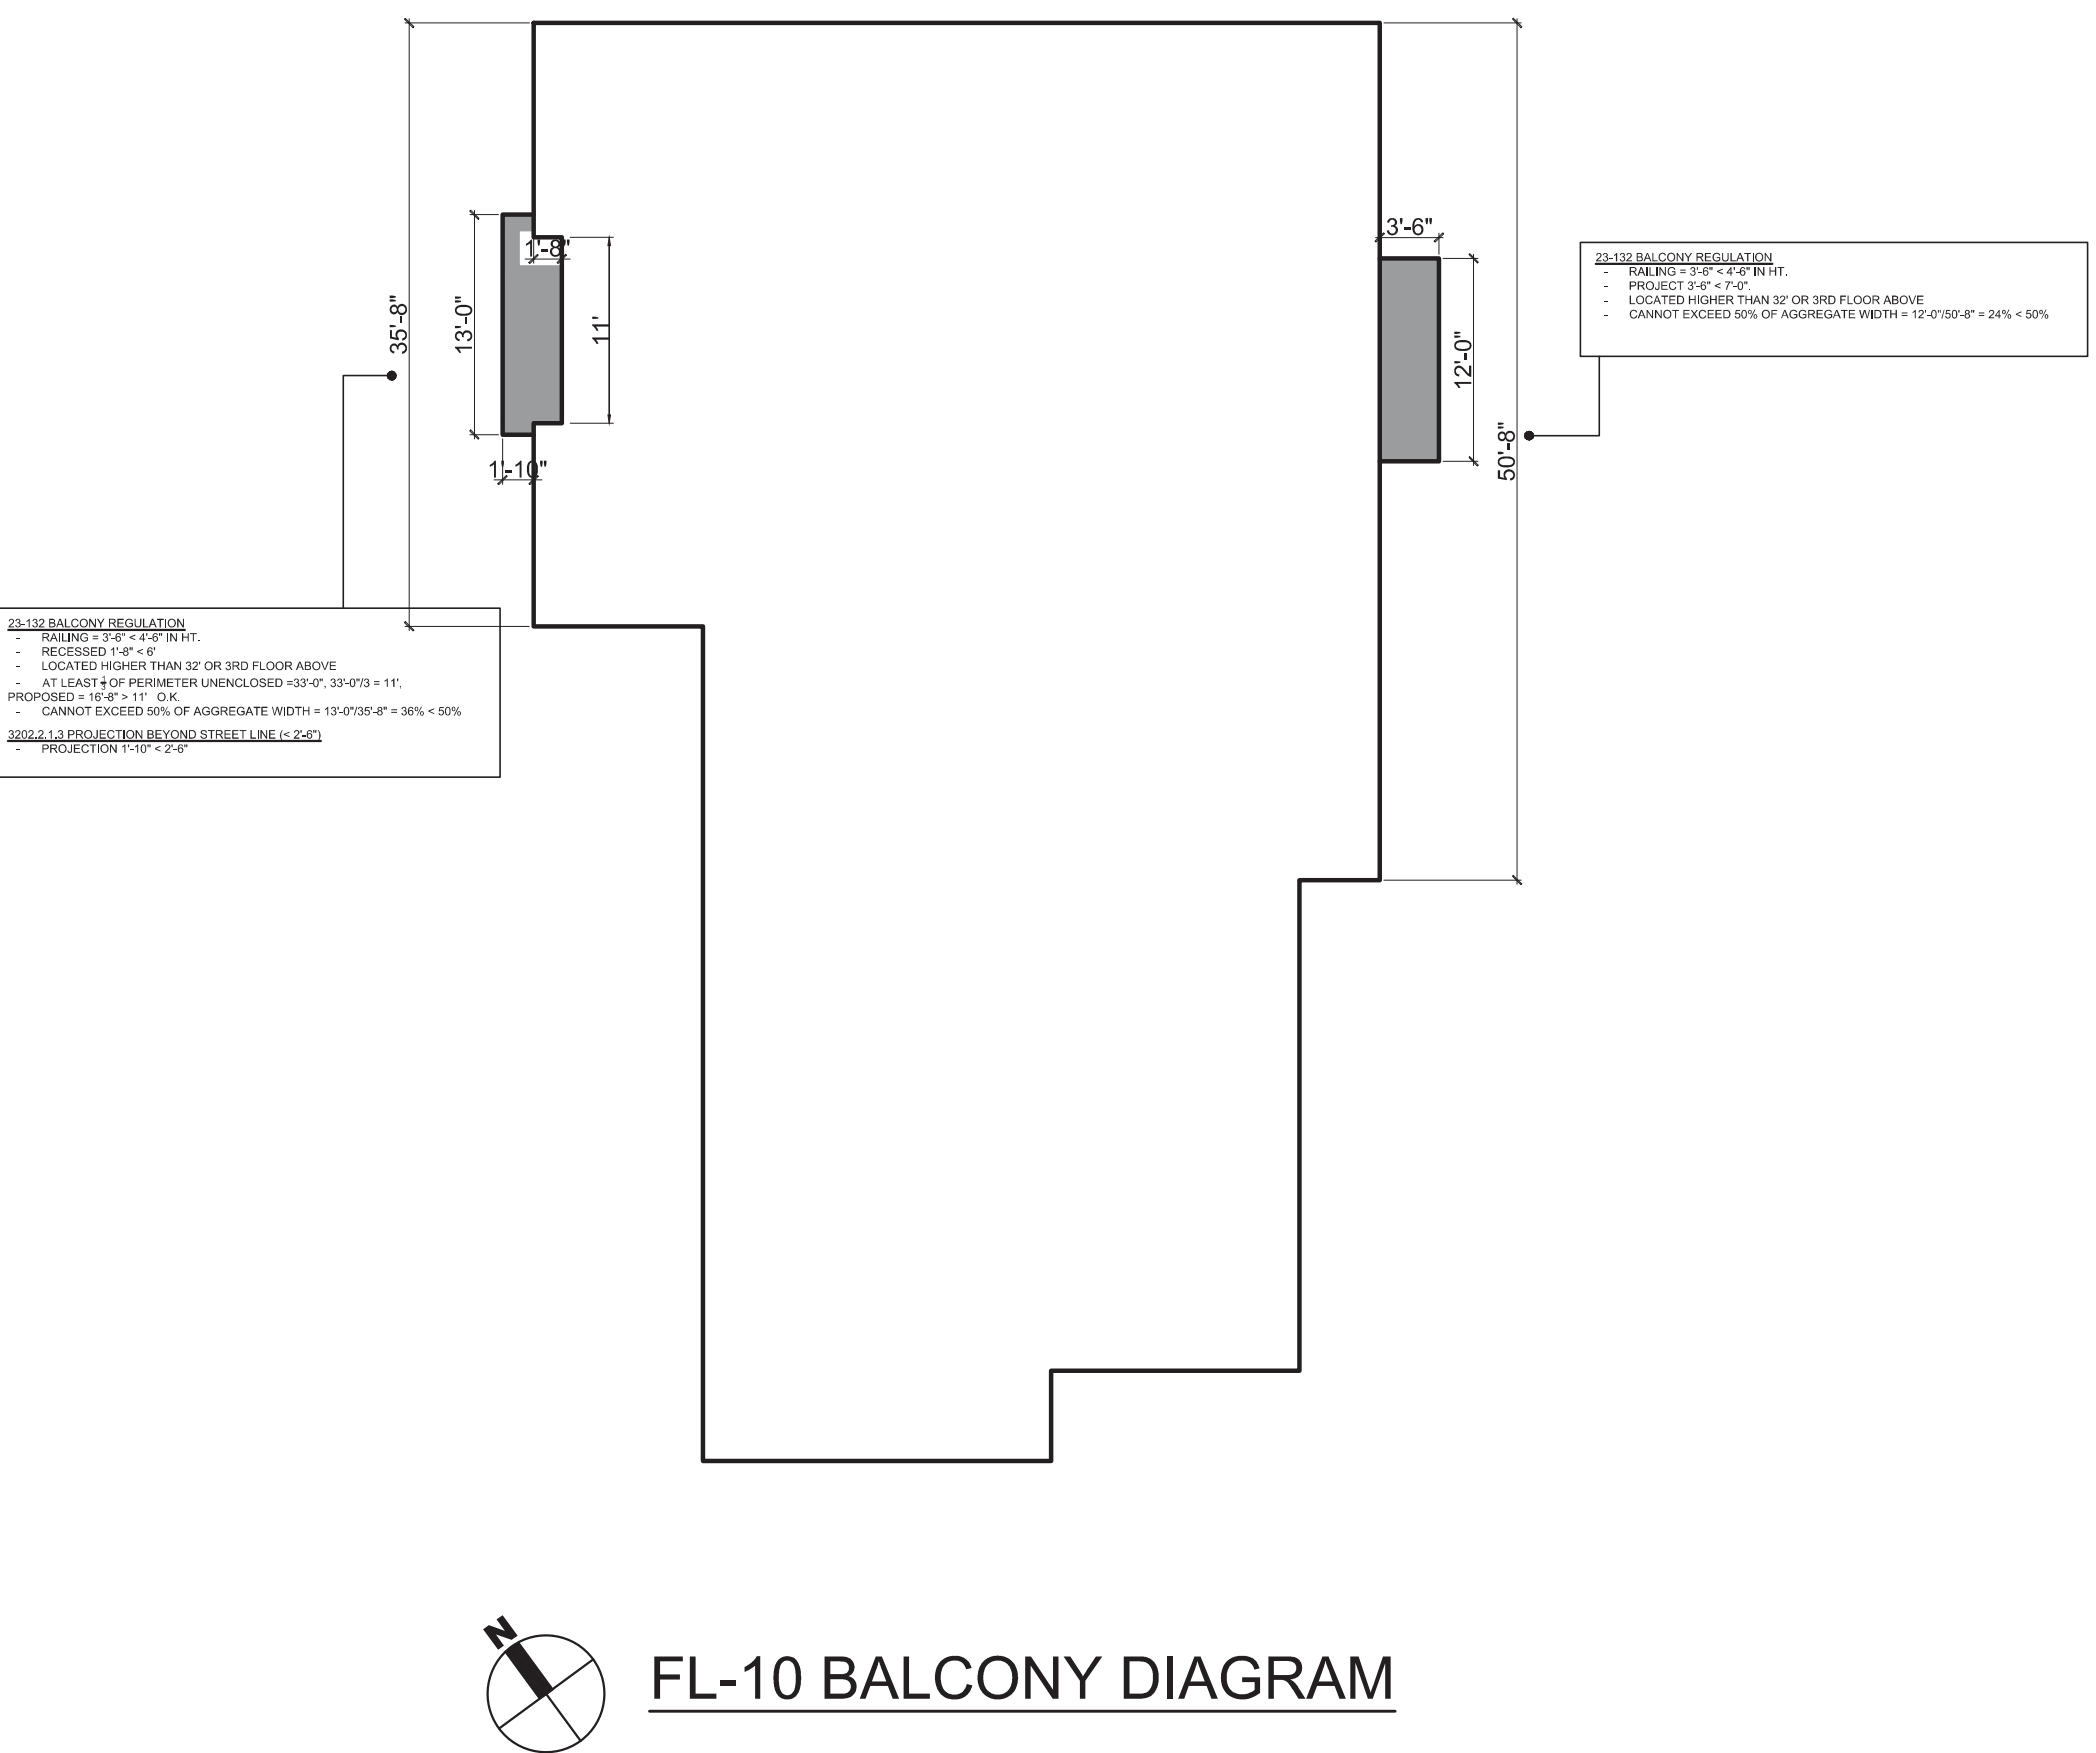 3'-6"
1'-8"
35'-8"
13'-0"
11'
12'-0"
50'-8"
1'-10"
23-132 BALCONY REGULATION
- RAILING = 3'-6" < 4'-6" IN HT.
- PROJECT 3'-6" < 7'-0".
- LOCATED HIGHER THAN 32' OR 3RD FLOOR ABOVE
- CANNOT EXCEED 50% OF AGGREGATE WIDTH = 12'-0"/50'-8" = 24% < 50%
23-132 BALCONY REGULATION
- RAILING = 3'-6" < 4'-6" IN HT.
- RECESSED 1'-8" < 6'
- LOCATED HIGHER THAN 32' OR 3RD FLOOR ABOVE
- AT LEAST 1/3 OF PERIMETER UNENCLOSED =33'-0", 33'-0"/3 = 11',
PROPOSED = 16'-8" > 11' O.K.
- CANNOT EXCEED 50% OF AGGREGATE WIDTH = 13'-0"/35'-8" = 36% < 50%
3202.2.1.3 PROJECTION BEYOND STREET LINE (< 2'-6")
- PROJECTION 1'-10" < 2'-6"
N
FL-10 BALCONY DIAGRAM